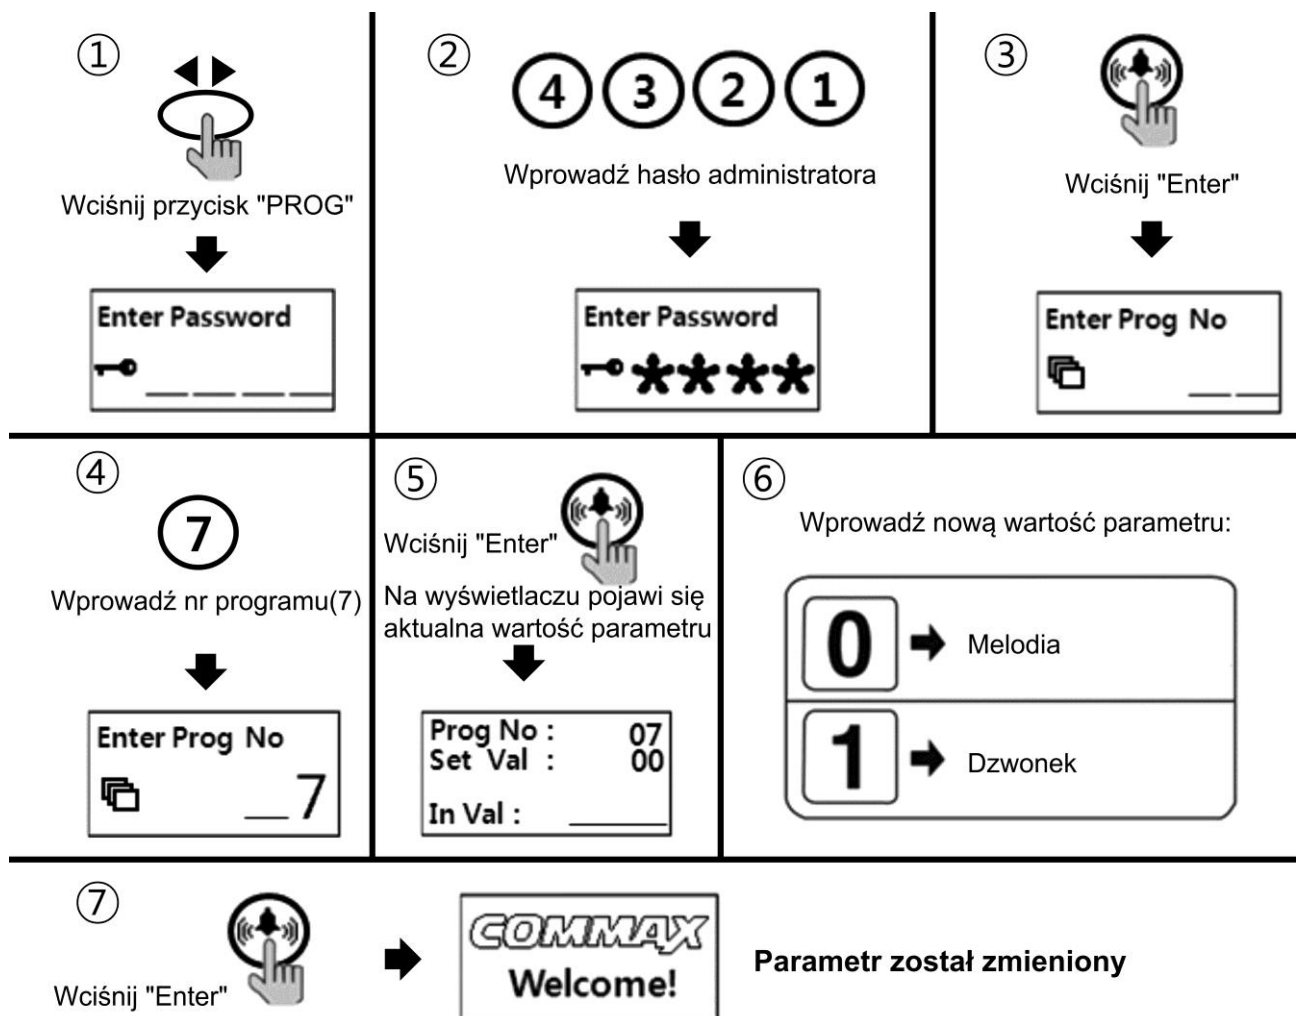 ①
Wciśnij przycisk "PROG"
Enter Password
②
4 3 2 1
Wprowadź hasło administratora
Enter Password
③
Wciśnij "Enter"
Enter Prog No
④
7
Wprowadź nr programu(7)
Enter Prog No
_7
⑤
Wciśnij "Enter"
Na wyświetlaczu pojawi się
aktualna wartość parametru
Prog No : 07
Set Val : 00
In Val :
⑥
Wprowadź nową wartość parametru:
0 Melodia
1 Dzwonek
⑦
Wciśnij "Enter"
COMMAX
Welcome!
Parametr został zmieniony